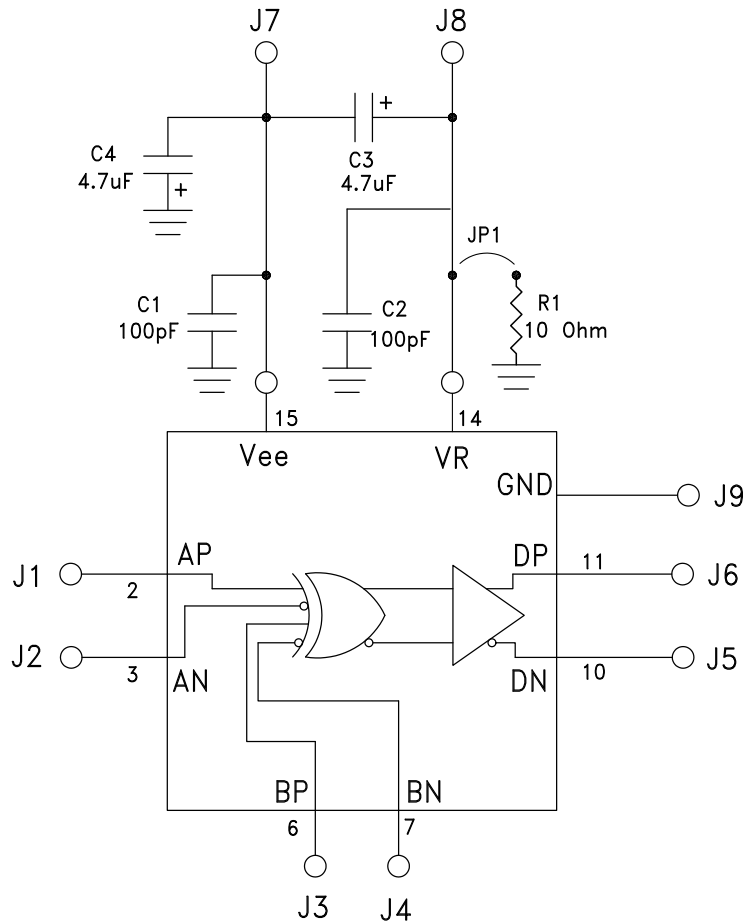 J7
J8
+
C4
4.7uF
+
C3
4.7uF
JP1
C1
100pF
C2
100pF
R1
10 Ohm
15
14
Vee
VR
GND
J9
AP
DP
J1
2
11
J6
J2
3
AN
DN
10
J5
BP
BN
6
7
J3
J4